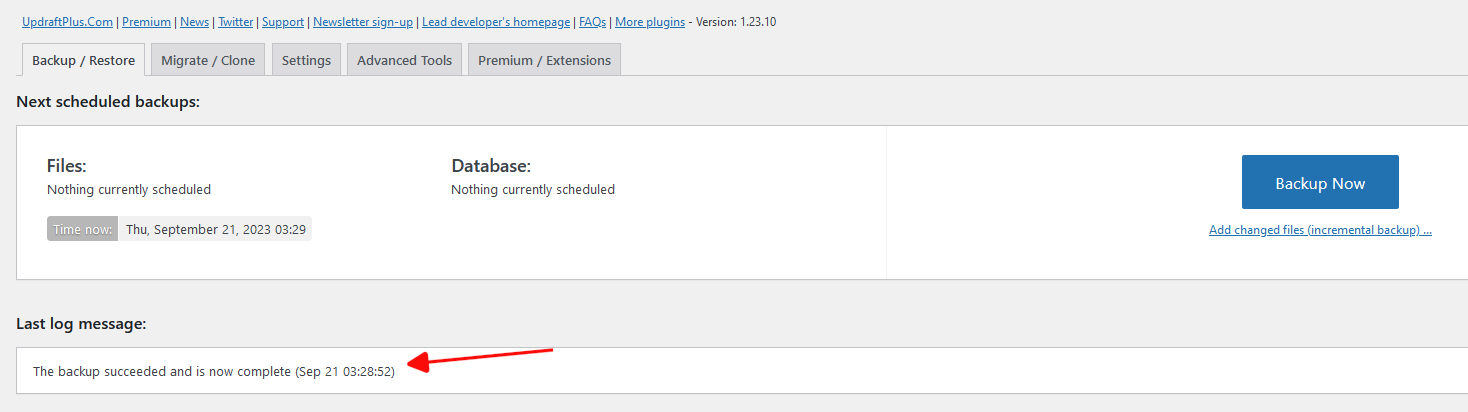 UpdraftPlus.Com | Premium | News | Twitter | Support | Newsletter sign-up | Lead developer's homepage | FAQs | More plugins - Version: 1.23.10
Backup / Restore Migrate / Clone Settings Advanced Tools Premium / Extensions
Next scheduled backups:
Files: Database:
Nothing currently scheduled Nothing currently scheduled
Backup Now
Time now: Thu, September 21, 2023 03:29
Add changed files (incremental backup) ...
Last log message:
The backup succeeded and is now complete (Sep 21 03:28:52)